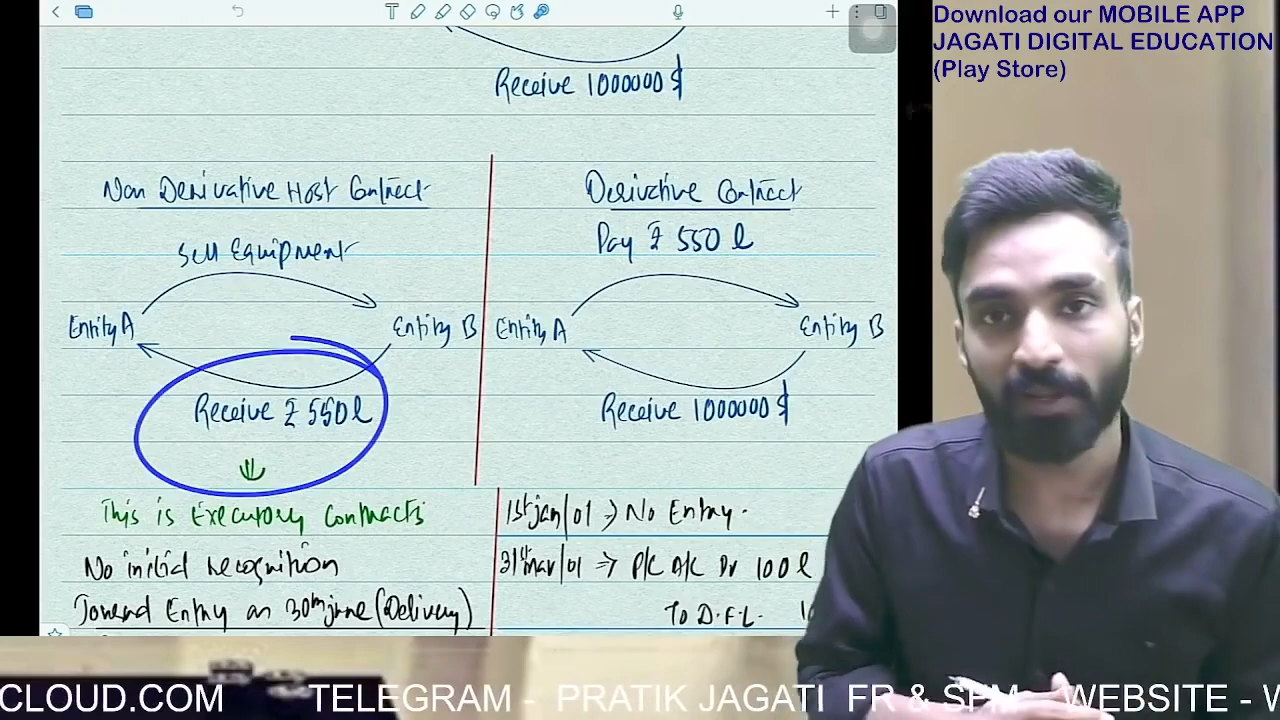 Download our MOBILE APP
JAGATI DIGITAL EDUCATION
(Play Store)
Receive 1000000 $
Non Derivative Host Contract
Sell Equipment
Entity A
Entity B
Receive ₹ 550 l
This is Executory Contracts
No initial recognition
Journal Entry on 30th june (Delivery)
Derivative Contract
Pay ₹ 550 l
Entity A
Entity B
Receive 1000000 $
1st jan/01 => No Entry.
31st mar/01 => P/L A/c Dr 100 l
To D.F.L.
CLOUD.COM TELEGRAM - PRATIK JAGATI FR & SFM WEBSITE - W